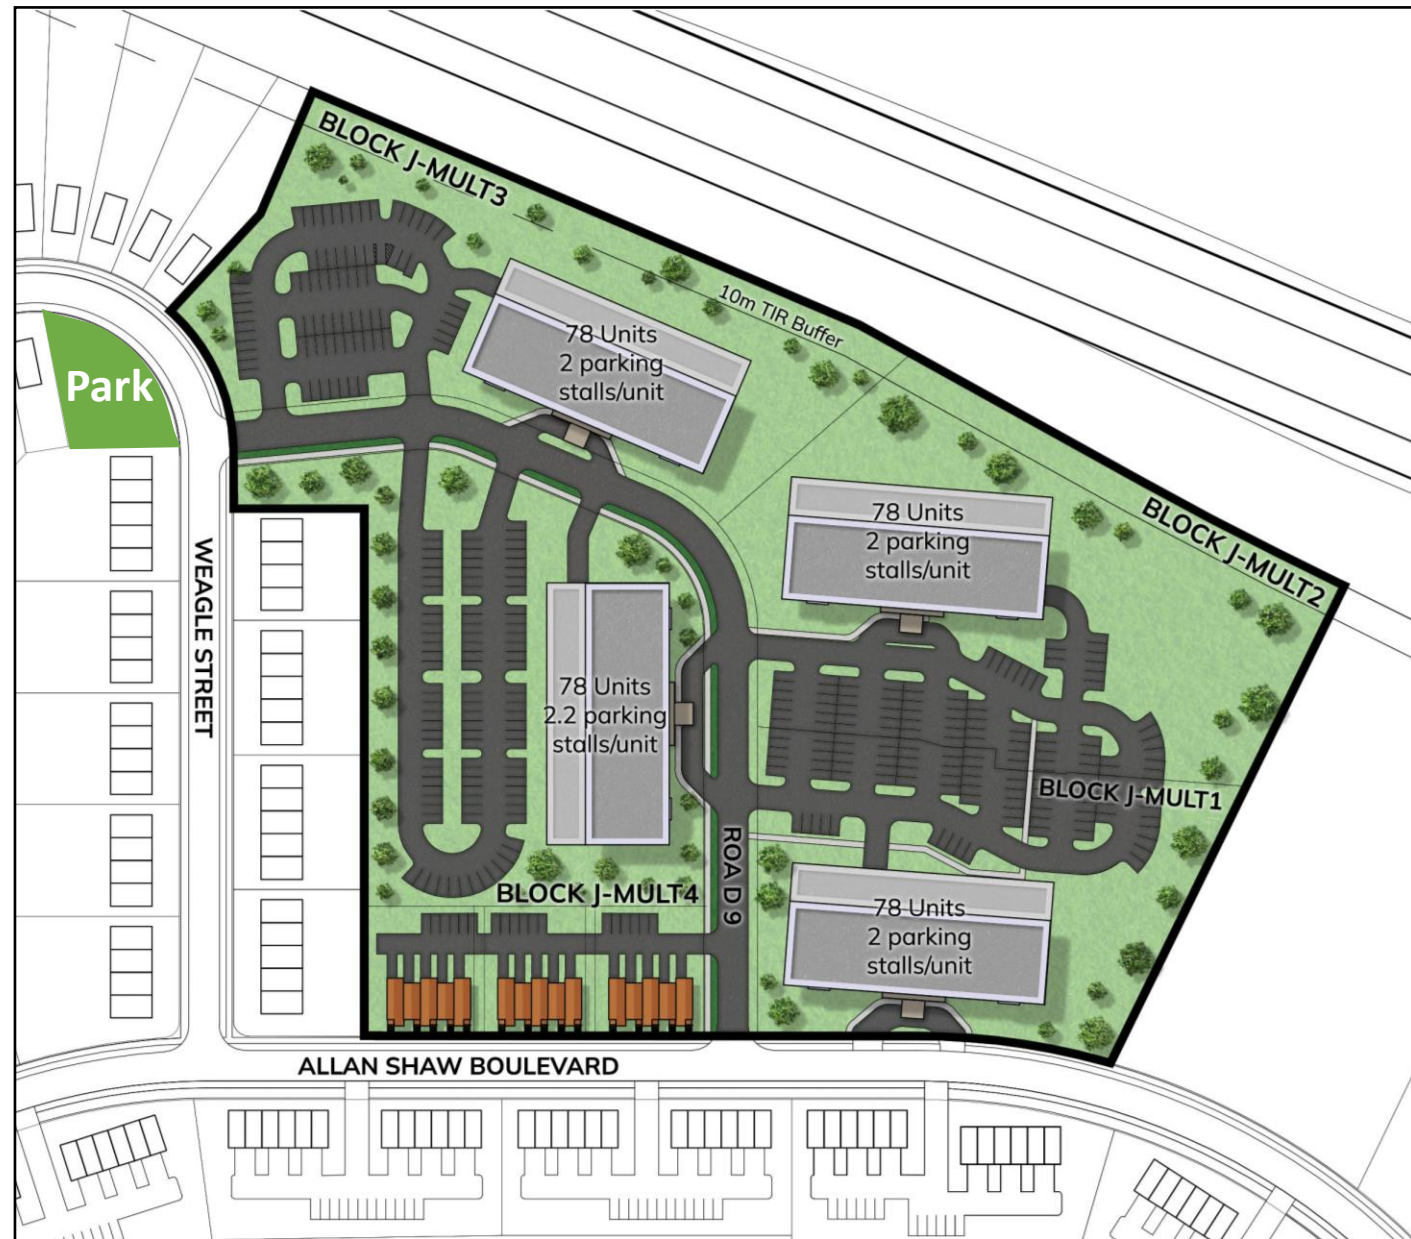 BLOCK J-MULT3
10m TIR Buffer
78 Units
2 parking
stalls/unit
Park
BLOCK J-MULT2
78 Units
2 parking
stalls/unit
WEAGLE STREET
78 Units
2.2 parking
stalls/unit
BLOCK J-MULT1
ROA D 9
BLOCK J-MULT4
78 Units
2 parking
stalls/unit
ALLAN SHAW BOULEVARD